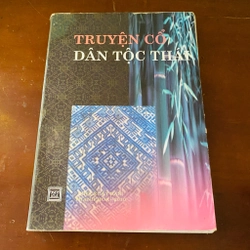 TRUYỆN CỔ
DÂN TỘC THÁI